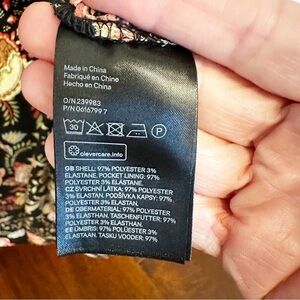 Made in China
Fabriqué en Chine
Hecho en China
O/N 239983
P/N 0616799 7
30
P
clevercare.info
GB SHELL: 97% POLYESTER 3%
ELASTANE, POCKET LINING: 97%
POLYESTER 3% ELASTANE
CZ SVRCHNÍ LÁTKA: 97% POLYESTER
3% ELASTAN, PODŠÍVKA KAPSY: 97%
POLYESTER 3% ELASTAN
DE OBERMATERIAL: 97% POLYESTER
3% ELASTHAN, TASCHENFUTTER: 97%
POLYESTER 3% ELASTHAN
EE ÜMBRIS: 97% POLÜESTER 3%
ELASTAAN, TASKU VOODER: 97%